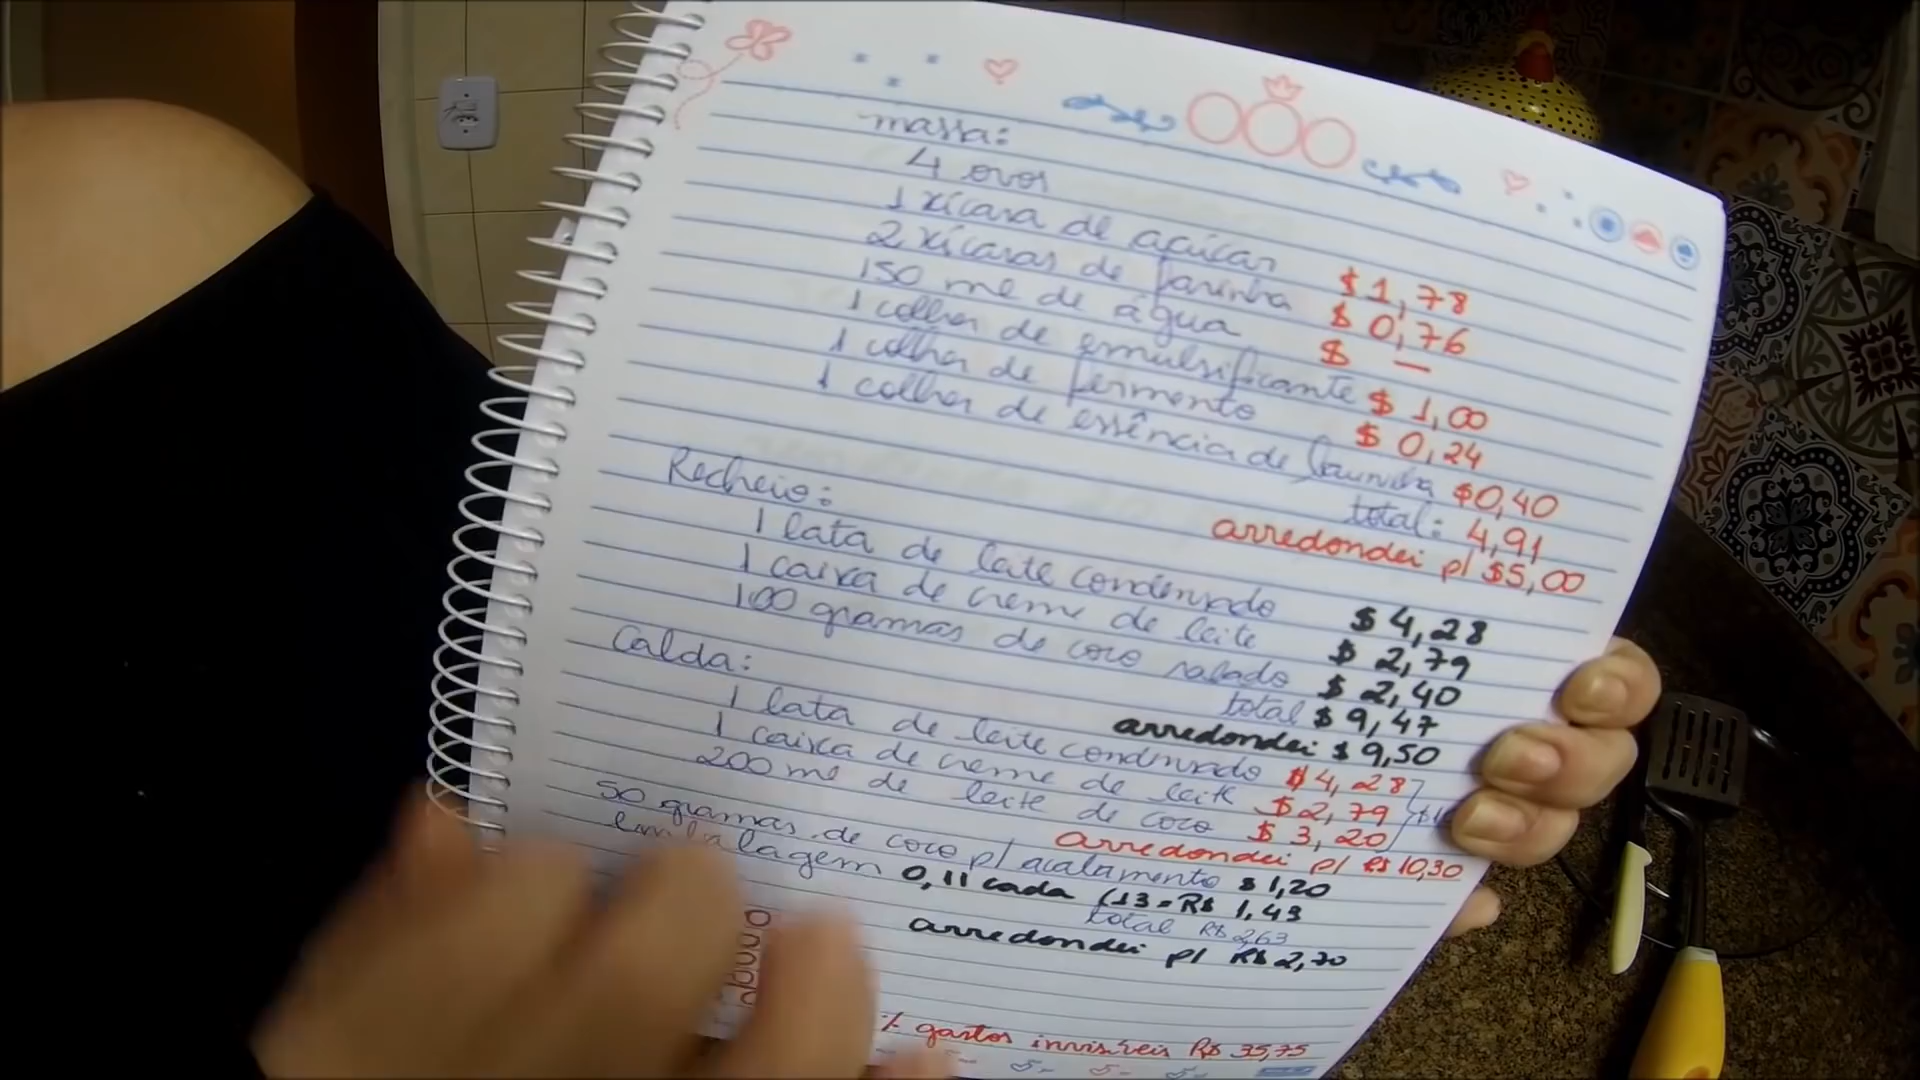 massa:
4 ovos
1 xícara de açúcar $ 1,78
2 xícaras de farinha $ 0,76
150 ml de água $ —
1 colher de emulsificante $ 1,00
1 colher de fermento $ 0,24
1 colher de essência de baunilha $0,40
total: 4,91
arredondei p/ $5,00
Recheio:
1 lata de leite condensado $ 4,28
1 caixa de creme de leite $ 2,79
100 gramas de coco ralado $ 2,40
total $ 9,47
arredondei $ 9,50
Calda:
1 lata de leite condensado $ 4,28
1 caixa de creme de leite $ 2,79
200 ml de leite de coco $ 3,20
arredondei p/ R$ 10,30
50 gramas de coco p/ acabamento $ 1,20
embalagem 0,11 cada (13 = R$ 1,43
total R$ 2,63
arredondei p/ R$ 2,70
% gastos invisíveis R$ 35,75